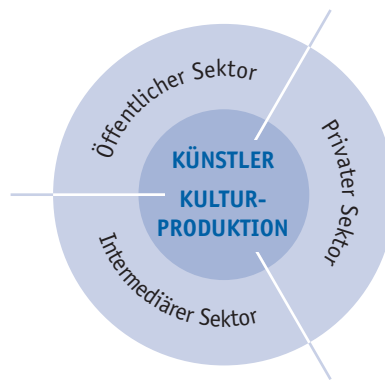 Öffentlicher Sektor
Privater Sektor
KÜNSTLER
KULTUR-
PRODUKTION
Intermediärer Sektor